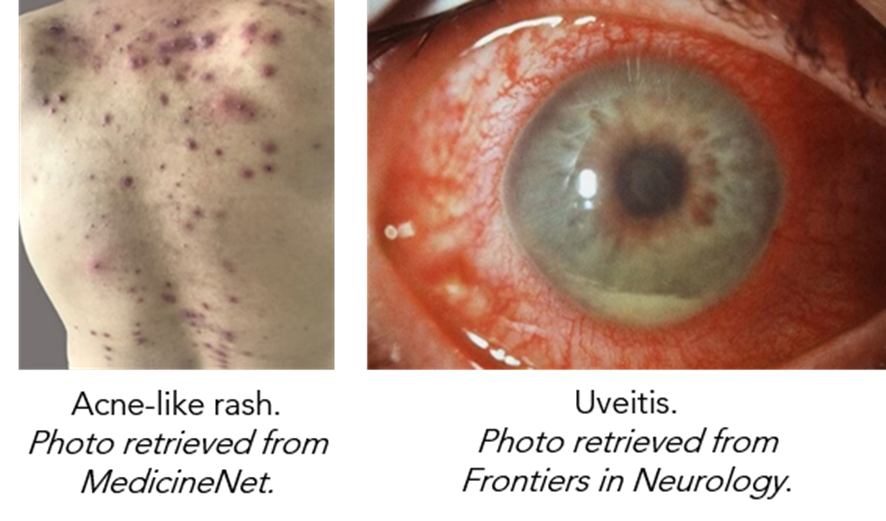 Acne-like rash.
Photo retrieved from
MedicineNet.
Uveitis.
Photo retrieved from
Frontiers in Neurology.